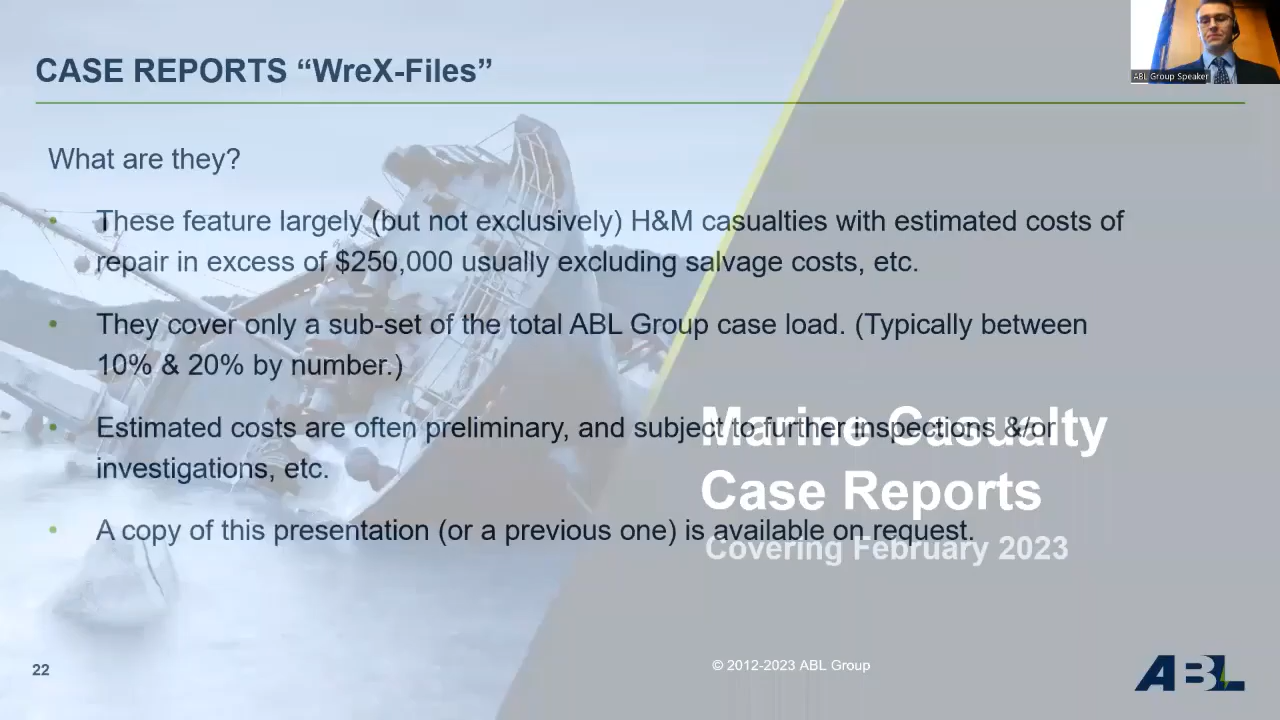 ABL Group Speaker
CASE REPORTS “WreX-Files”
What are they?
• These feature largely (but not exclusively) H&M casualties with estimated costs of
repair in excess of $250,000 usually excluding salvage costs, etc.
• They cover only a sub-set of the total ABL Group case load. (Typically between
10% & 20% by number.)
• Estimated costs are often preliminary, and subject to further inspections &/or
investigations, etc.
• A copy of this presentation (or a previous one) is available on request.
Marine Casualty
Case Reports
Covering February 2023
22
© 2012-2023 ABL Group
ABL